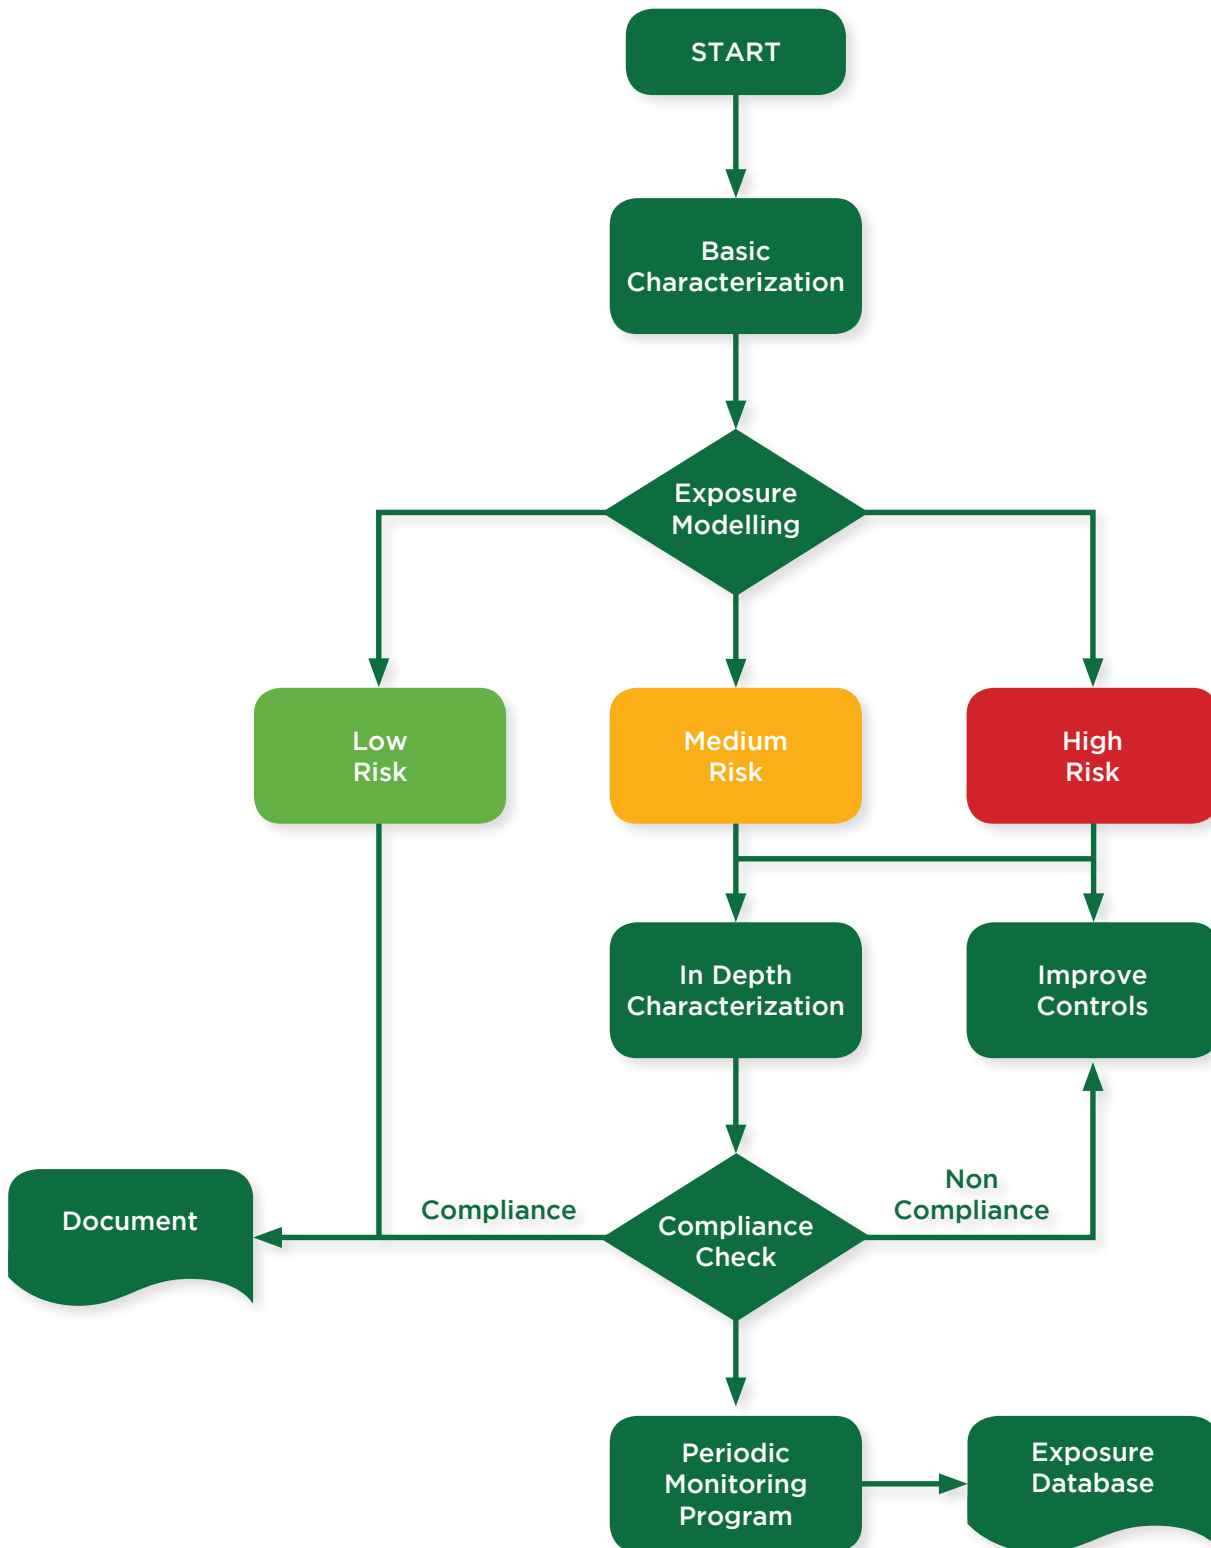 START
Basic
Characterization
Exposure
Modelling
Low
Risk
Medium
Risk
High
Risk
In Depth
Characterization
Improve
Controls
Document
Compliance
Compliance
Check
Non
Compliance
Periodic
Monitoring
Program
Exposure
Database